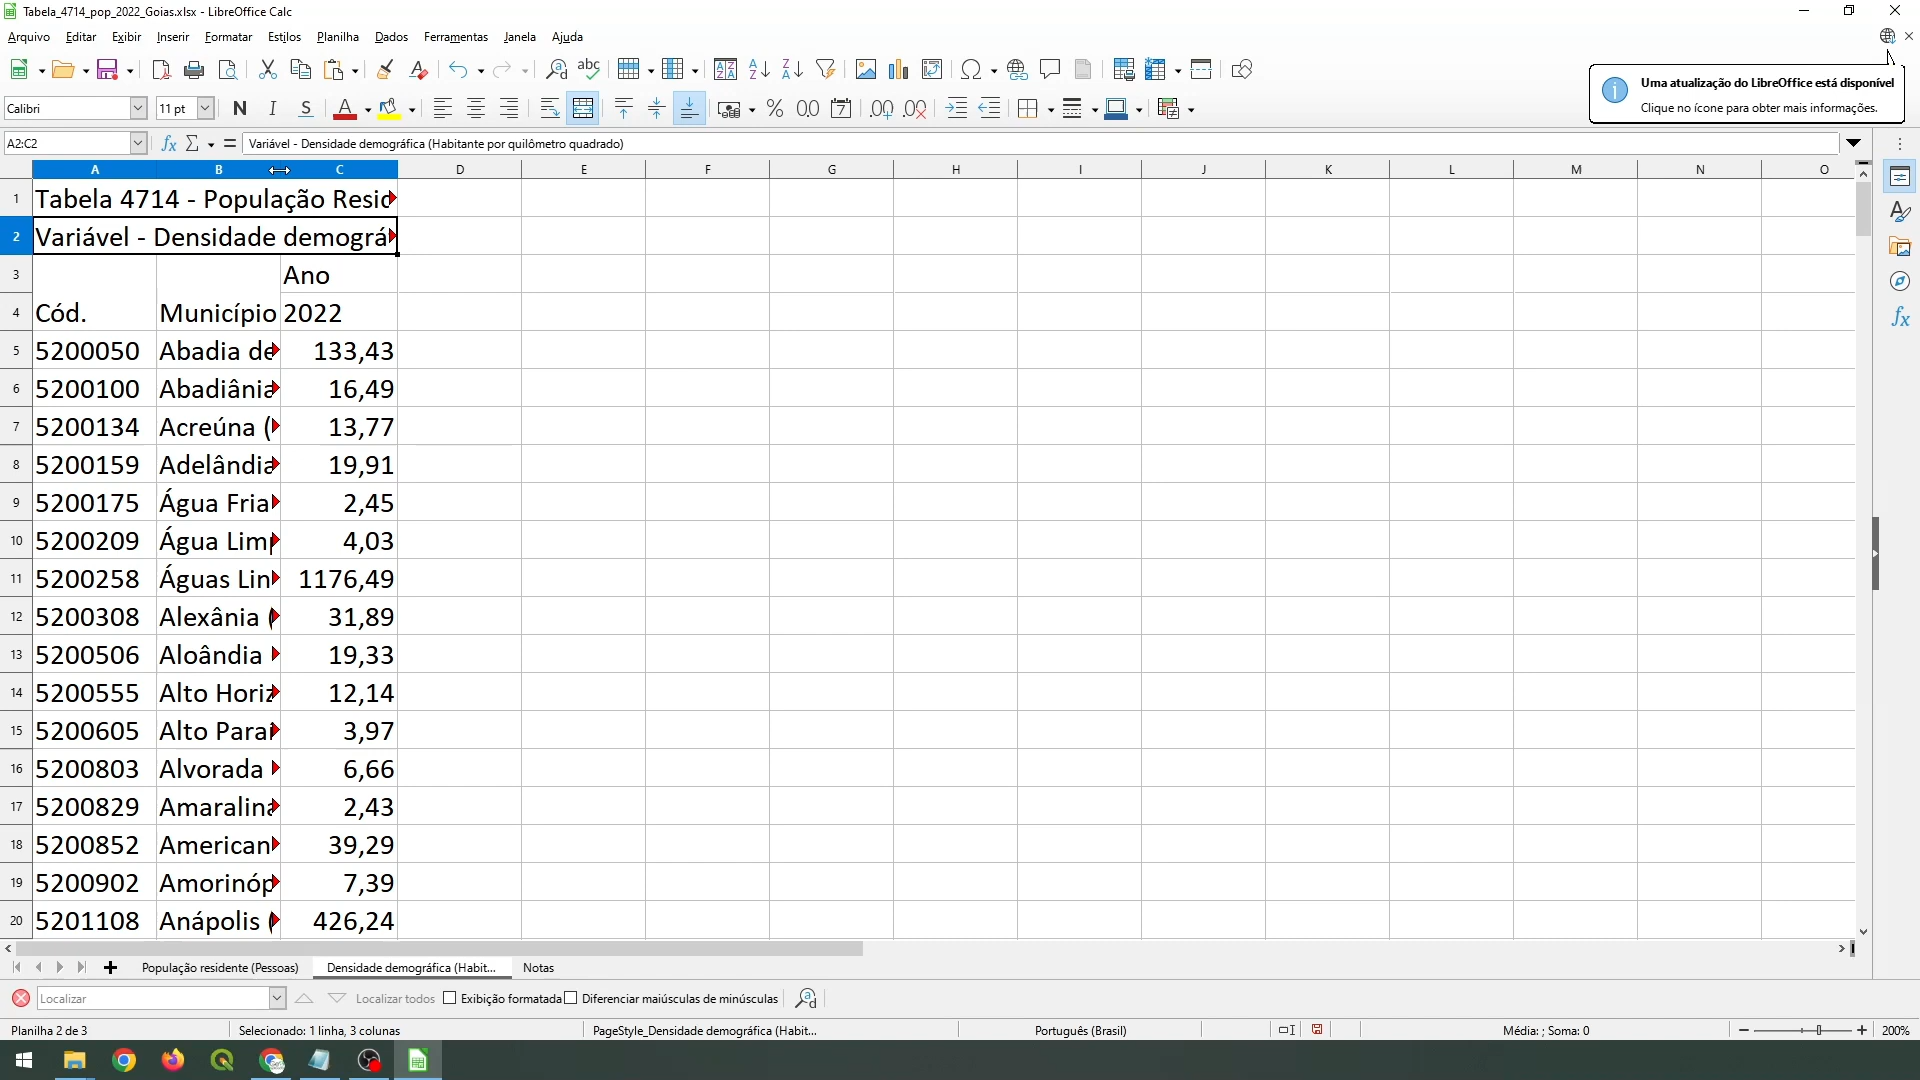 Tabela_4714_pop_2022_Goias.xlsx - LibreOffice Calc
Arquivo Editar Exibir Inserir Formatar Estilos Planilha Dados Ferramentas Janela Ajuda
Uma atualização do LibreOffice está disponível
Clique no ícone para obter mais informações.
Calibri 11 pt N I S
A2:C2 Variável - Densidade demográfica (Habitante por quilômetro quadrado)
A B C D E F G H I J K L M N O
1 Tabela 4714 - População Resid
2 Variável - Densidade demográ
3 Ano
4 Cód. Município 2022
5 5200050 Abadia de 133,43
6 5200100 Abadiânia 16,49
7 5200134 Acreúna ( 13,77
8 5200159 Adelândia 19,91
9 5200175 Água Fria 2,45
10 5200209 Água Limp 4,03
11 5200258 Águas Lin 1176,49
12 5200308 Alexânia ( 31,89
13 5200506 Aloândia 19,33
14 5200555 Alto Horiz 12,14
15 5200605 Alto Paraí 3,97
16 5200803 Alvorada 6,66
17 5200829 Amaralina 2,43
18 5200852 American 39,29
19 5200902 Amorinóp 7,39
20 5201108 Anápolis ( 426,24
População residente (Pessoas) Densidade demográfica (Habit... Notas
Localizar Localizar todos Exibição formatada Diferenciar maiúsculas de minúsculas
Planilha 2 de 3 Selecionado: 1 linha, 3 colunas PageStyle_Densidade demográfica (Habit... Português (Brasil) Média: ; Soma: 0 200%